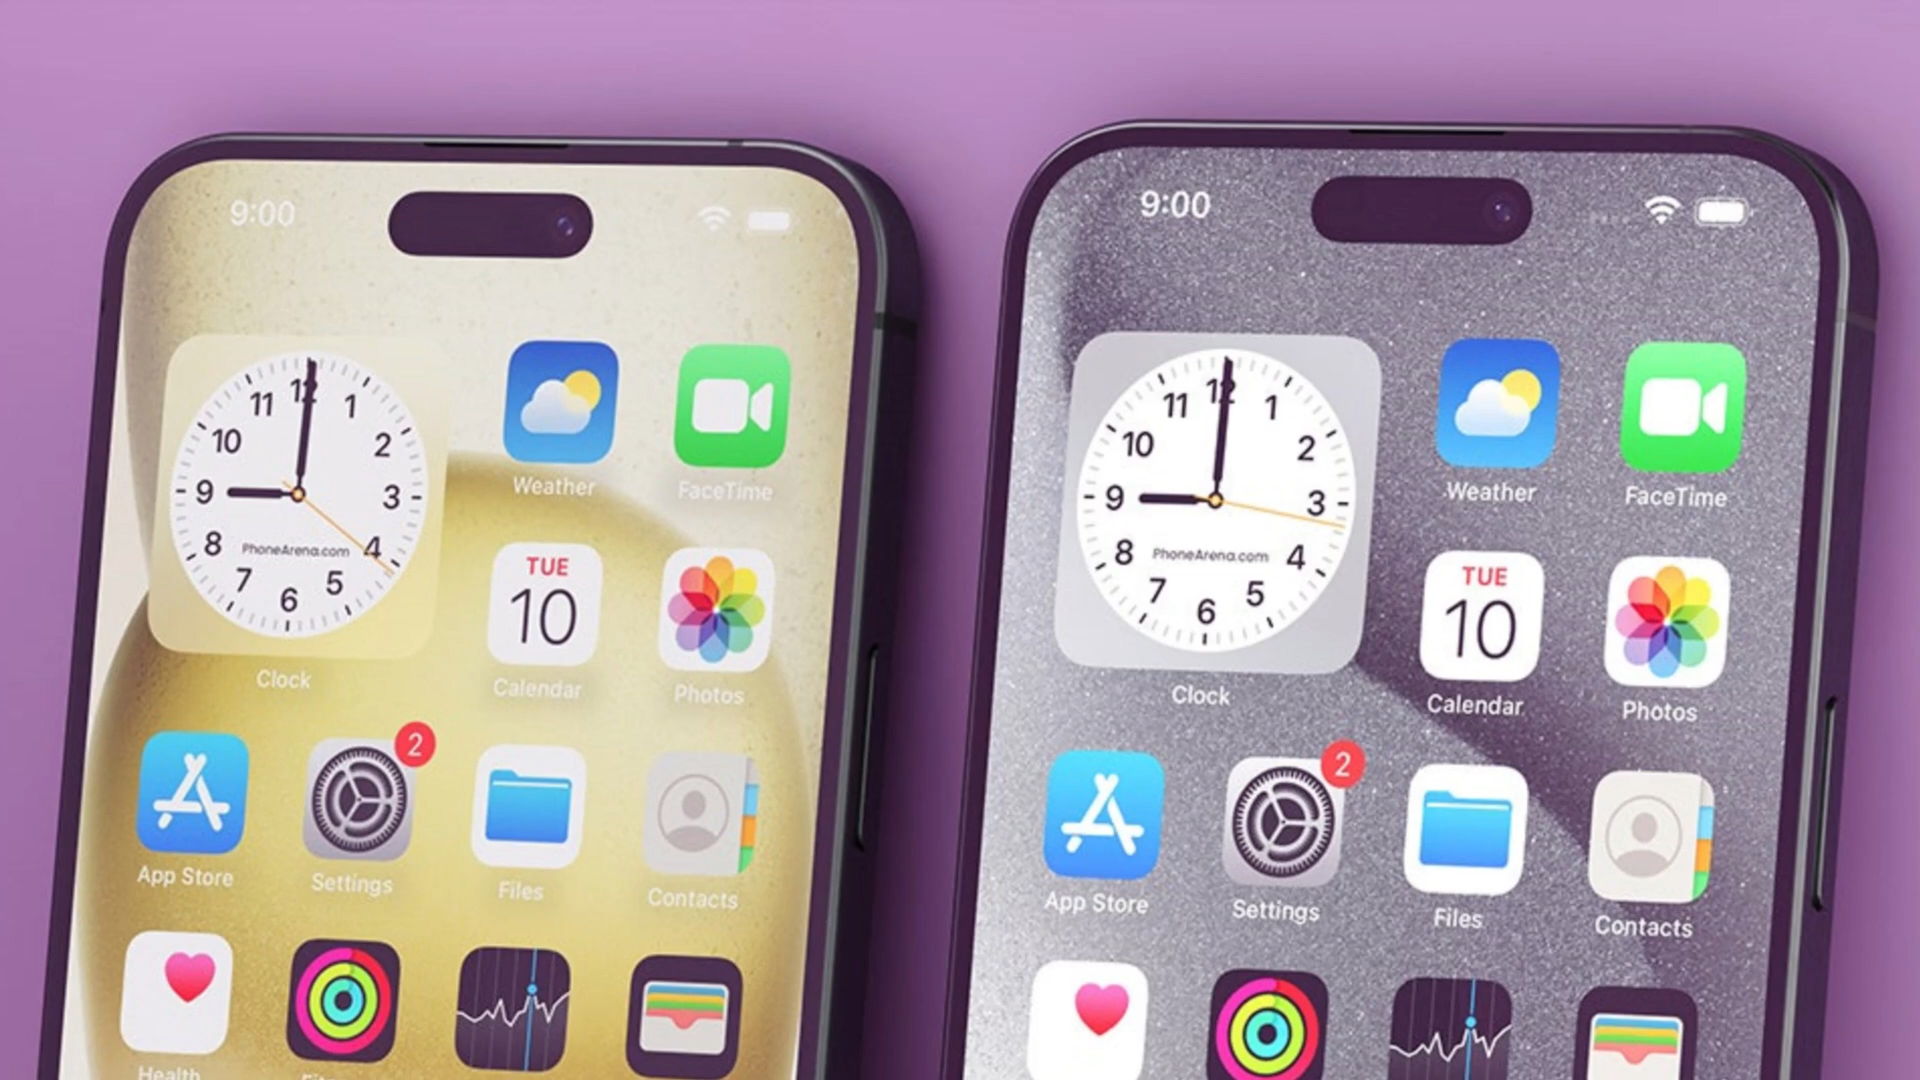 9:00
11 12 1
10 2
9 3
8 PhoneArena.com 4
7 6 5
Clock
Weather
FaceTime
TUE
10
Calendar
Photos
2
App Store
Settings
Files
Contacts
Health
9:00
11 12 1
10 2
9 3
8 PhoneArena.com 4
7 6 5
Clock
Weather
FaceTime
TUE
10
Calendar
Photos
2
App Store
Settings
Files
Contacts